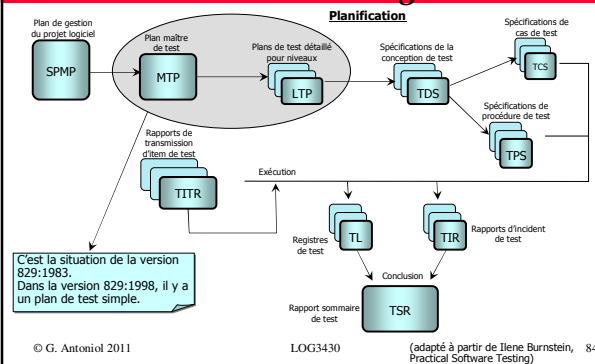 Planification
Plan de gestion
du projet logiciel
SPMP
Plan maître
de test
MTP
Plans de test détaillé
pour niveaux
LTP
Spécifications de la
conception de test
TDS
Spécifications de
cas de test
TCS
Spécifications de
procédure de test
TPS
Rapports de
transmission
d'item de test
TITR
Exécution
Registres
de test
TL
TIR
Rapports d'incident
de test
Conclusion
Rapport sommaire
de test
TSR
C'est la situation de la version
829:1983.
Dans la version 829:1998, il y a
un plan de test simple.
© G. Antoniol 2011
LOG3430
(adapté à partir de Ilene Burnstein,
Practical Software Testing)
84